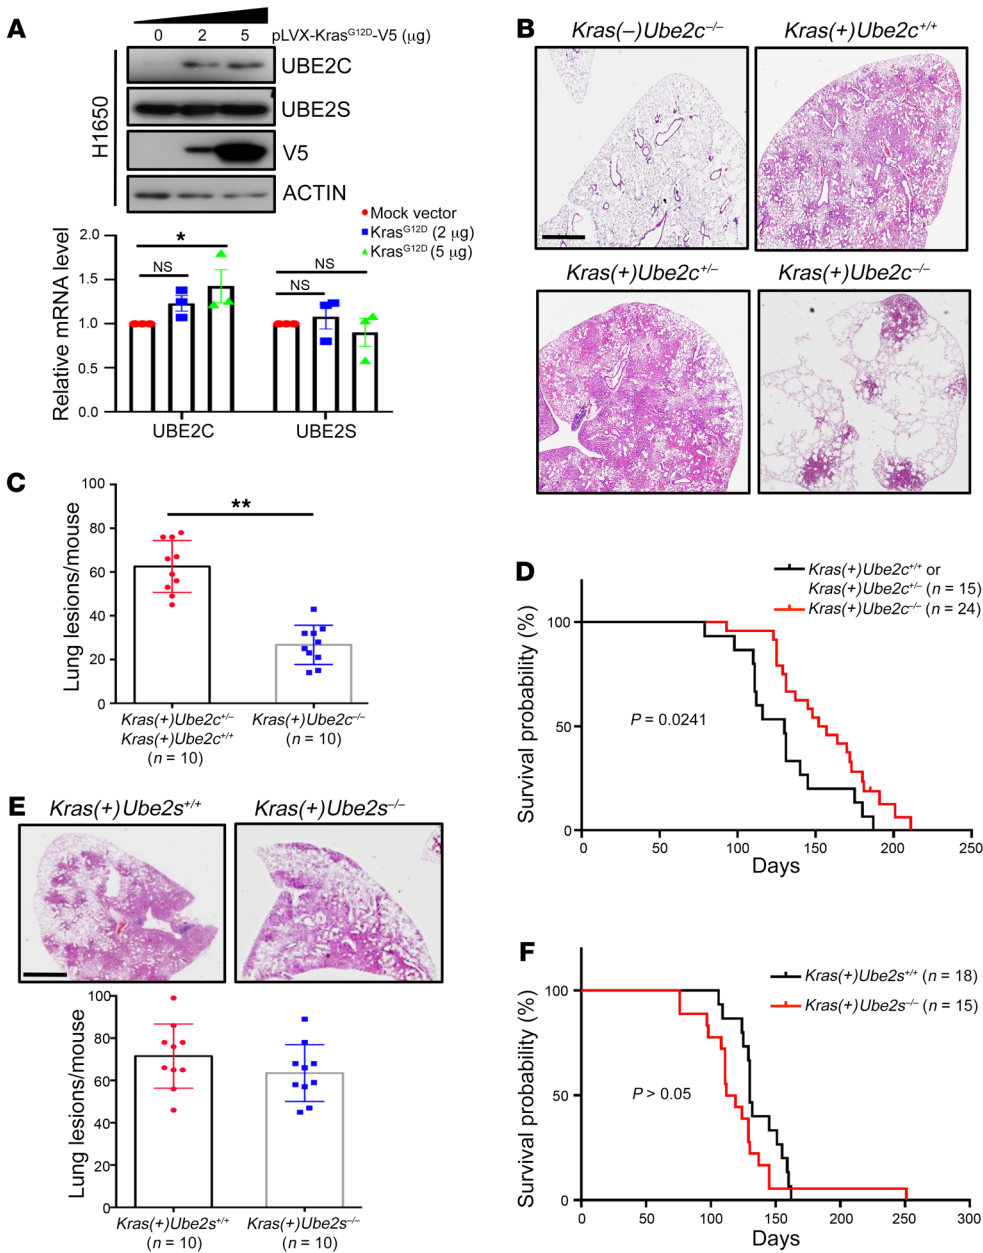 A
0 2 5 pLVX-KrasG12D-V5 (μg)
H1650
UBE2C
UBE2S
V5
ACTIN
Mock vector
KrasG12D (2 μg)
KrasG12D (5 μg)
Relative mRNA level
2.0
1.5
1.0
0.5
0.0
*
NS
NS
NS
UBE2C UBE2S
B
Kras(–)Ube2c–/– Kras(+)Ube2c+/+
Kras(+)Ube2c+/– Kras(+)Ube2c–/–
C
Lung lesions/mouse
100
80
60
40
20
0
**
Kras(+)Ube2c+/– Kras(+)Ube2c–/–
Kras(+)Ube2c+/+ (n = 10)
(n = 10)
D
Kras(+)Ube2c+/+ or
Kras(+)Ube2c+/– (n = 15)
Kras(+)Ube2c–/– (n = 24)
Survival probability (%)
100
50
0
P = 0.0241
0 50 100 150 200 250
Days
E
Kras(+)Ube2s+/+ Kras(+)Ube2s–/–
Lung lesions/mouse
100
80
60
40
20
0
Kras(+)Ube2s+/+ Kras(+)Ube2s–/–
(n = 10) (n = 10)
F
Kras(+)Ube2s+/+ (n = 18)
Kras(+)Ube2s–/– (n = 15)
Survival probability (%)
100
50
0
P > 0.05
0 50 100 150 200 250 300
Days